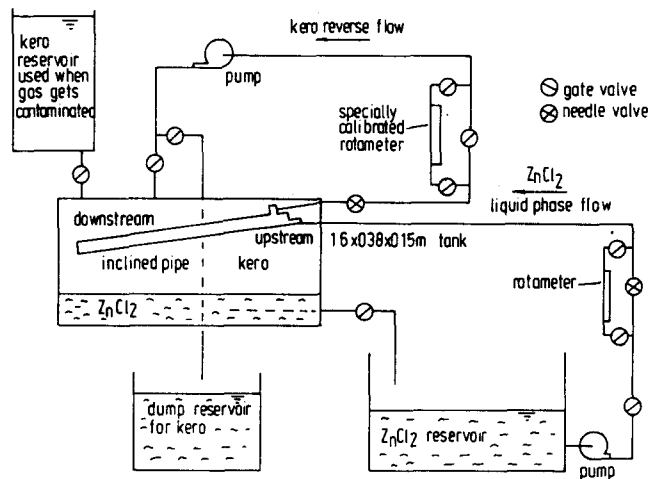 kero
reservoir
used when
gas gets
contaminated
kero reverse flow
pump
specially
calibrated
rotameter
gate valve
needle valve
ZnCl2
liquid phase flow
downstream
upstream
16x038x015m tank
inclined pipe
kero
ZnCl2
rotameter
dump reservoir
for kero
ZnCl2 reservoir
pump